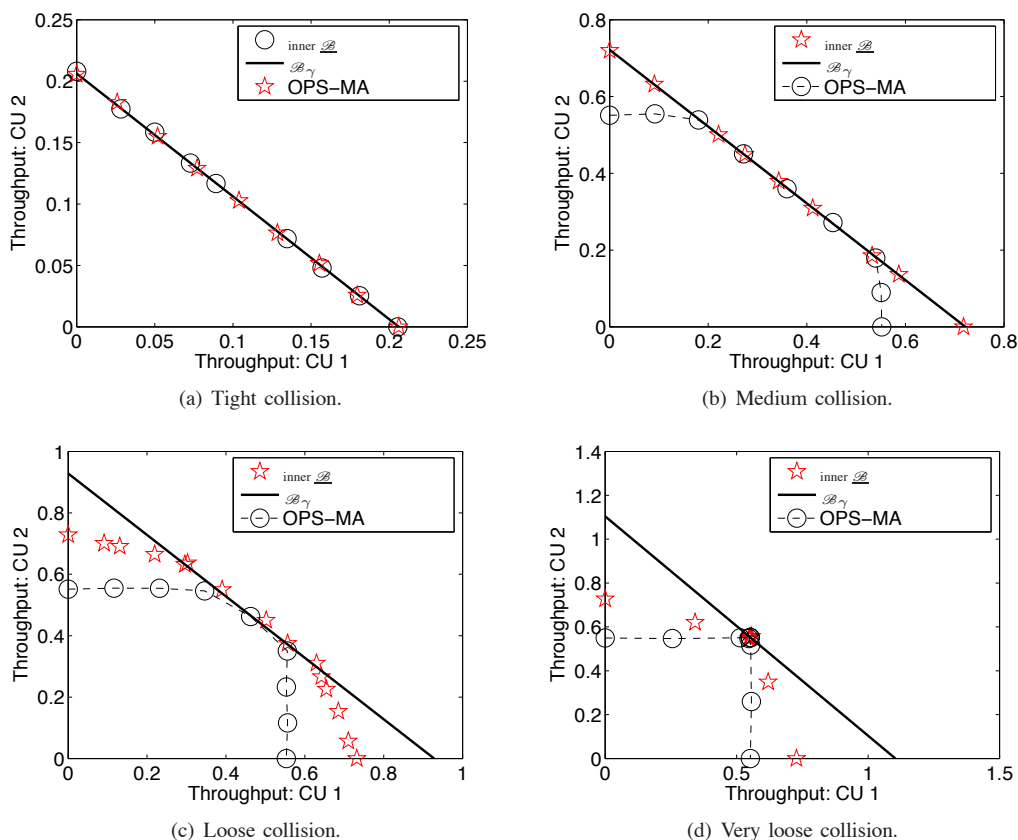 0.25
0.2
0.15
0.1
0.05
0
Throughput: CU 2
inner ℬ
ℬγ
OPS−MA
0 0.05 0.1 0.15 0.2 0.25
Throughput: CU 1
(a) Tight collision.
0.8
0.6
0.4
0.2
0
Throughput: CU 2
inner ℬ
ℬγ
OPS−MA
0 0.2 0.4 0.6 0.8
Throughput: CU 1
(b) Medium collision.
1
0.8
0.6
0.4
0.2
0
Throughput: CU 2
inner ℬ
ℬγ
OPS−MA
0 0.2 0.4 0.6 0.8 1
Throughput: CU 1
(c) Loose collision.
1.4
1.2
1
0.8
0.6
0.4
0.2
0
Throughput: CU 2
inner ℬ
ℬγ
OPS−MA
0 0.5 1 1.5
Throughput: CU 1
(d) Very loose collision.